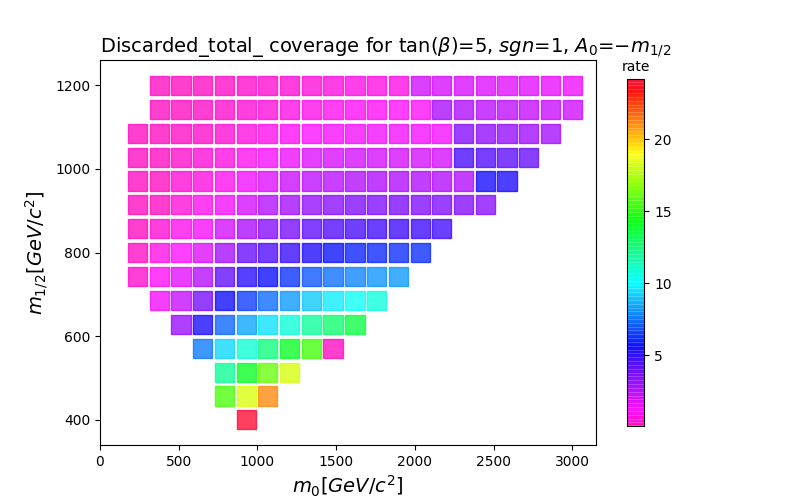 Discarded_total_ coverage for tan(β)=5, sgn=1, A₀=−m₁/₂
rate
1200
1000
800
600
400
20
15
10
5
m₁/₂[GeV/c²]
0 500 1000 1500 2000 2500 3000
m₀[GeV/c²]